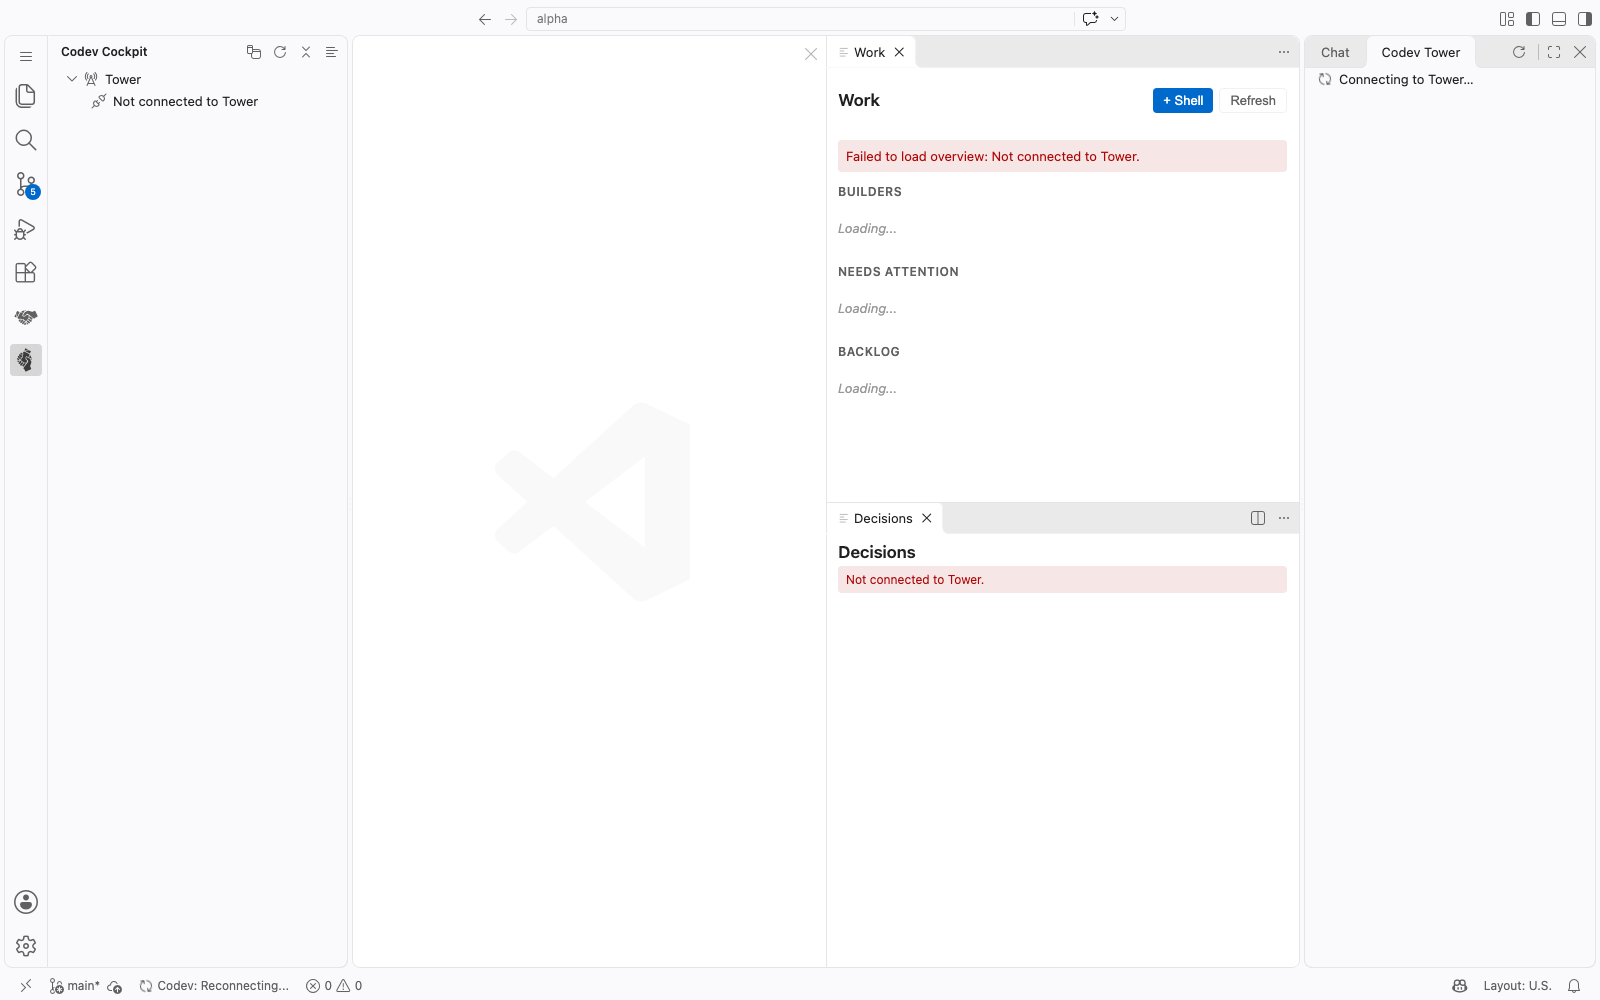 alpha
Codev Cockpit
Tower
Not connected to Tower
5
Work
Work
+ Shell
Refresh
Failed to load overview: Not connected to Tower.
BUILDERS
Loading...
NEEDS ATTENTION
Loading...
BACKLOG
Loading...
Decisions
Decisions
Not connected to Tower.
Chat
Codev Tower
Connecting to Tower...
main*
Codev: Reconnecting...
0
0
Layout: U.S.